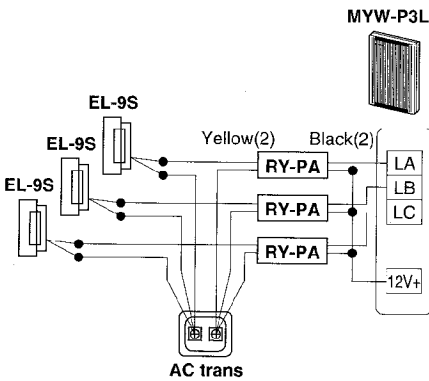 MYW-P3L
EL-9S
Yellow(2) Black(2)
EL-9S
RY-PA LA
EL-9S
LB
RY-PA LC
RY-PA
12V+
AC trans